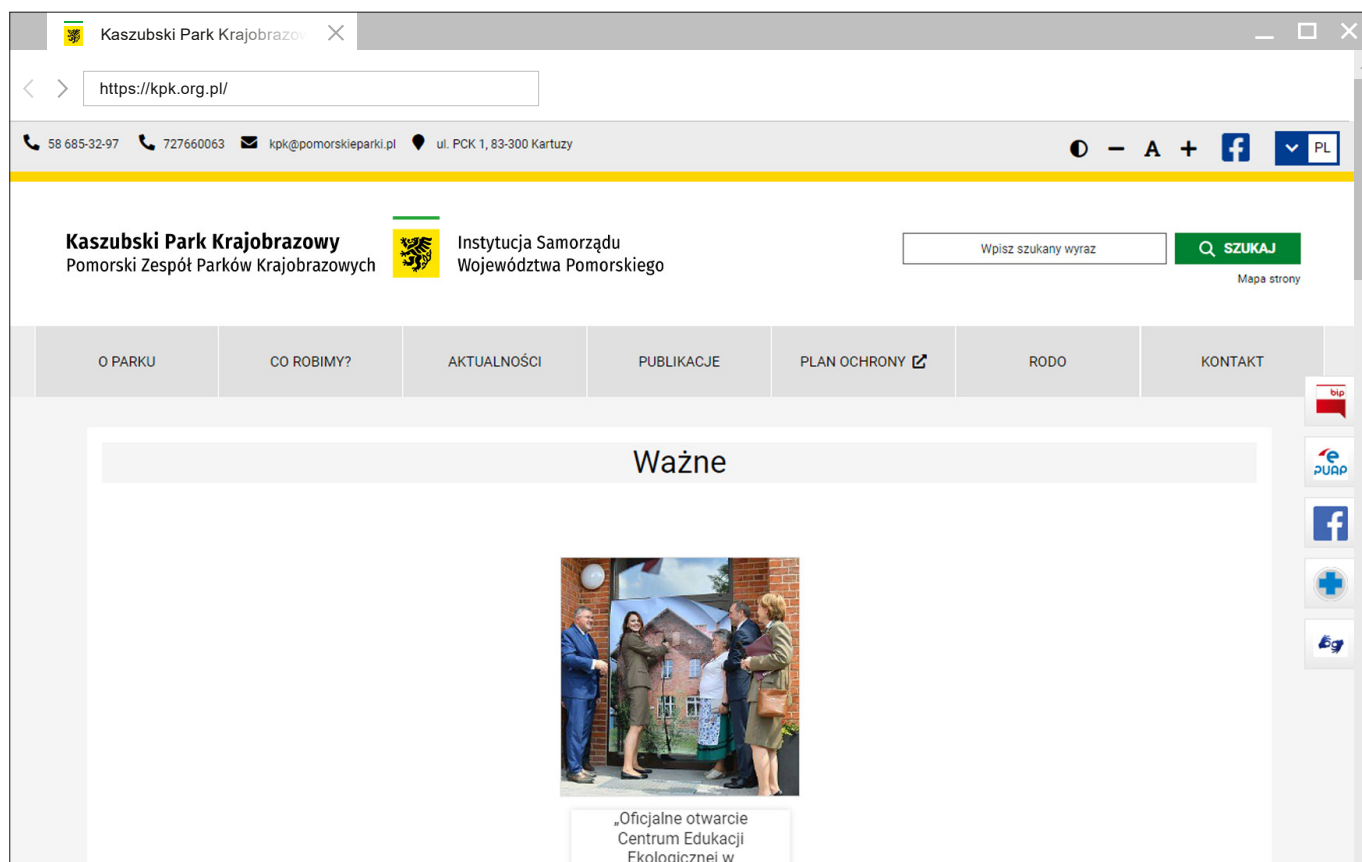 Kaszubski Park Krajobrazow
https://kpk.org.pl/
58 685-32-97 727660063 kpk@pomorskieparki.pl ul. PCK 1, 83-300 Kartuzy
A PL
Kaszubski Park Krajobrazowy
Pomorski Zespół Parków Krajobrazowych
Instytucja Samorządu
Województwa Pomorskiego
Wpisz szukany wyraz
SZUKAJ
Mapa strony
O PARKU CO ROBIMY? AKTUALNOŚCI PUBLIKACJE PLAN OCHRONY RODO KONTAKT
bip
Ważne
e
PUAP
„Oficjalne otwarcie
Centrum Edukacji
Ekologicznej w